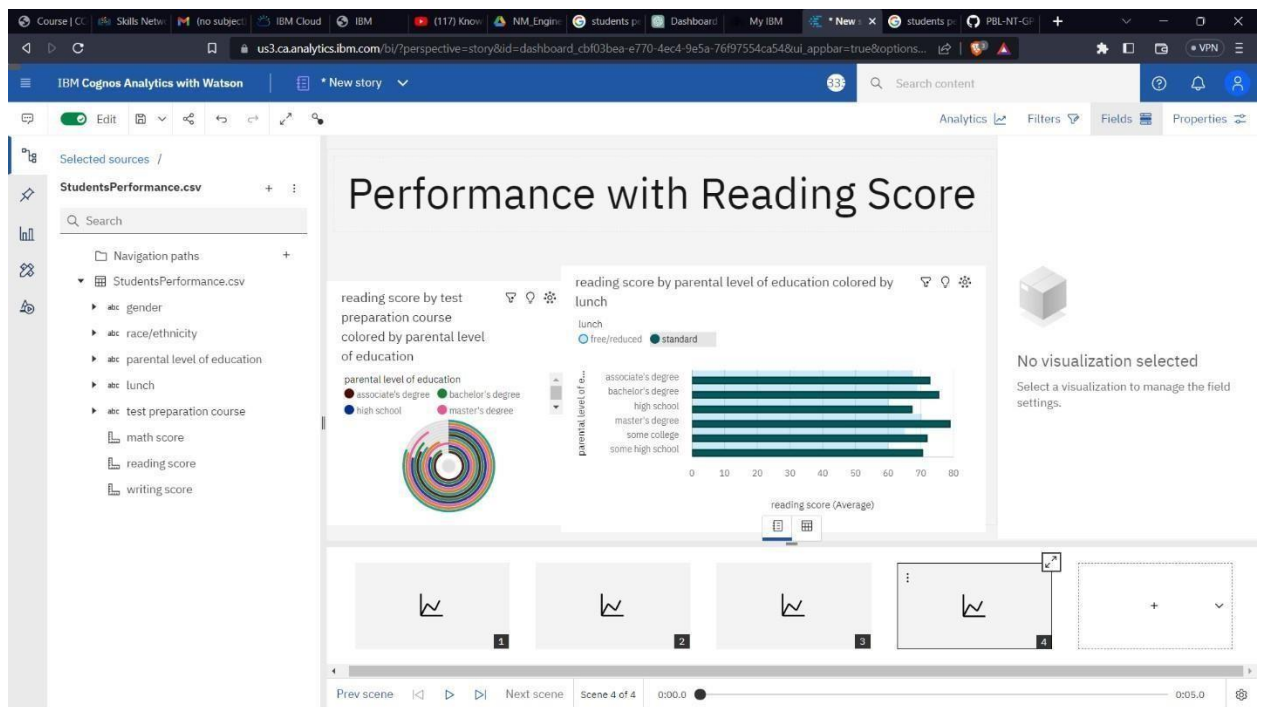 Course | CC
Skills Netwo
(no subject)
IBM Cloud
IBM
(117) Know
NM_Engine
students pe
Dashboard
My IBM
* New s
students pe
PBL-NT-GP
us3.ca.analytics.ibm.com/bi/?perspective=story&id=dashboard_cbf03bea-e770-4ec4-9e5a-76f97554ca54&ui_appbar=true&options...
VPN
IBM Cognos Analytics with Watson
* New story
Search content
Edit
Analytics
Filters
Fields
Properties
Selected sources /
StudentsPerformance.csv
Search
Navigation paths
StudentsPerformance.csv
abc gender
abc race/ethnicity
abc parental level of education
abc lunch
abc test preparation course
math score
reading score
writing score
Performance with Reading Score
reading score by test
preparation course
colored by parental level
of education
parental level of education
associate's degree bachelor's degree
high school master's degree
reading score by parental level of education colored by
lunch
lunch
free/reduced standard
parental level of e...
associate's degree
bachelor's degree
high school
master's degree
some college
some high school
0 10 20 30 40 50 60 70 80
reading score (Average)
No visualization selected
Select a visualization to manage the field
settings.
1
2
3
4
Prev scene
Next scene
Scene 4 of 4
0:00.0
0:05.0